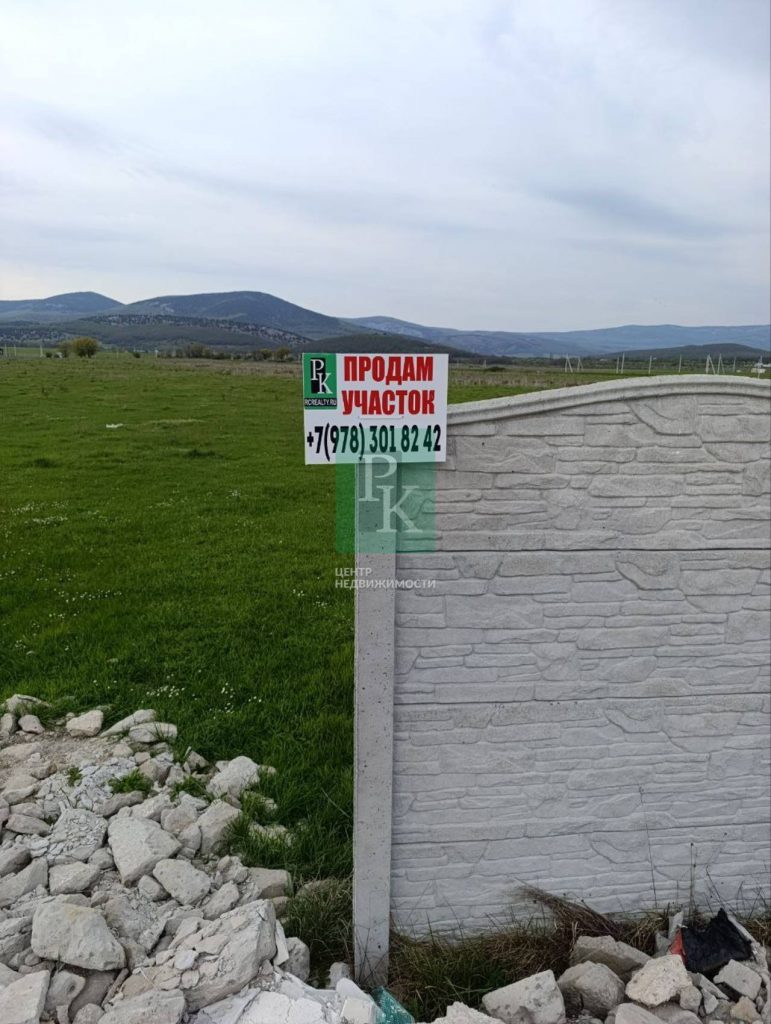 РК
RCREALTY.RU
ПРОДАМ
УЧАСТОК
+7(978) 301 82 42
РК
ЦЕНТР
НЕДВИЖИМОСТИ